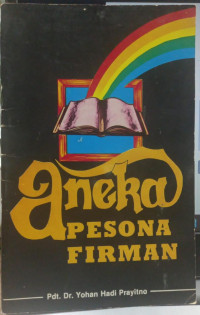 aneka
PESONA
FIRMAN
Pdt. Dr. Yohan Hadi Prayitno